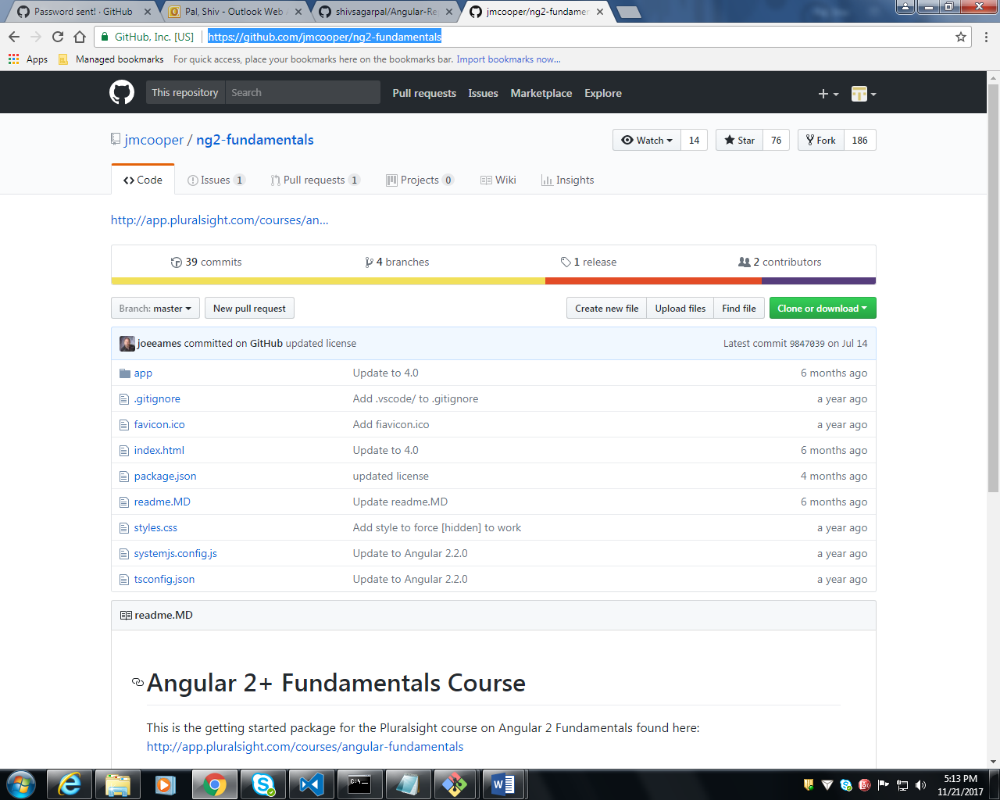 Password sent! · GitHub
Pal, Shiv - Outlook Web
shivsagarpal/Angular-Re
jmcooper/ng2-fundamen
GitHub, Inc. [US] https://github.com/jmcooper/ng2-fundamentals
Apps Managed bookmarks For quick access, place your bookmarks here on the bookmarks bar. Import bookmarks now...
This repository Search Pull requests Issues Marketplace Explore
jmcooper / ng2-fundamentals
Watch 14 Star 76 Fork 186
Code Issues 1 Pull requests 1 Projects 0 Wiki Insights
http://app.pluralsight.com/courses/an...
39 commits 4 branches 1 release 2 contributors
Branch: master New pull request Create new file Upload files Find file Clone or download
joeeames committed on GitHub updated license Latest commit 9847039 on Jul 14
app Update to 4.0 6 months ago
.gitignore Add .vscode/ to .gitignore a year ago
favicon.ico Add fiavicon.ico a year ago
index.html Update to 4.0 6 months ago
package.json updated license 4 months ago
readme.MD Update readme.MD 6 months ago
styles.css Add style to force [hidden] to work a year ago
systemjs.config.js Update to Angular 2.2.0 a year ago
tsconfig.json Update to Angular 2.2.0 a year ago
readme.MD
Angular 2+ Fundamentals Course
This is the getting started package for the Pluralsight course on Angular 2 Fundamentals found here:
http://app.pluralsight.com/courses/angular-fundamentals
5:13 PM
11/21/2017